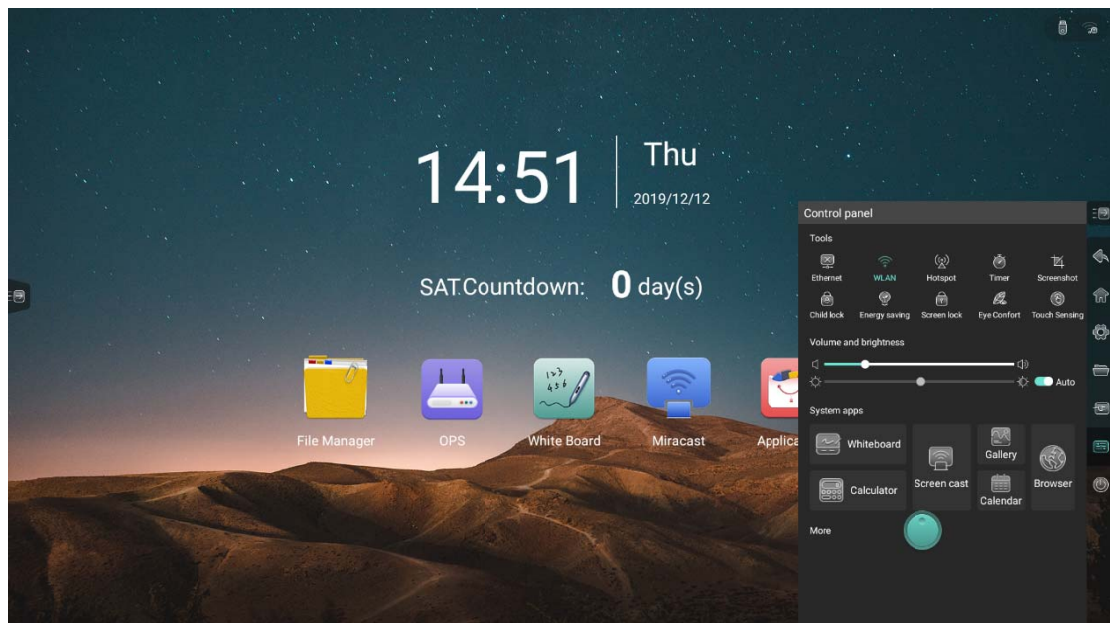 14:51
Thu
2019/12/12
SAT Countdown: 0 day(s)
File Manager
OPS
White Board
Miracast
Applica
Control panel
Tools
Ethernet
WLAN
Hotspot
Timer
Screenshot
Child lock
Energy saving
Screen lock
Eye Confort
Touch Sensing
Volume and brightness
Auto
System apps
Whiteboard
Calculator
Screen cast
Gallery
Calendar
Browser
More